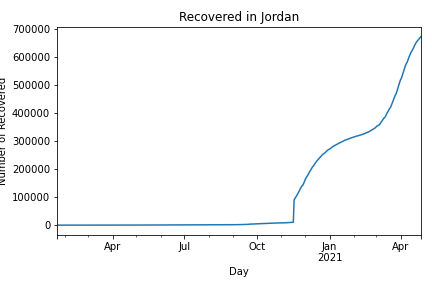 Recovered in Jordan
Number of Recovered
700000
600000
500000
400000
300000
200000
100000
0
Apr
Jul
Oct
Jan
2021
Apr
Day